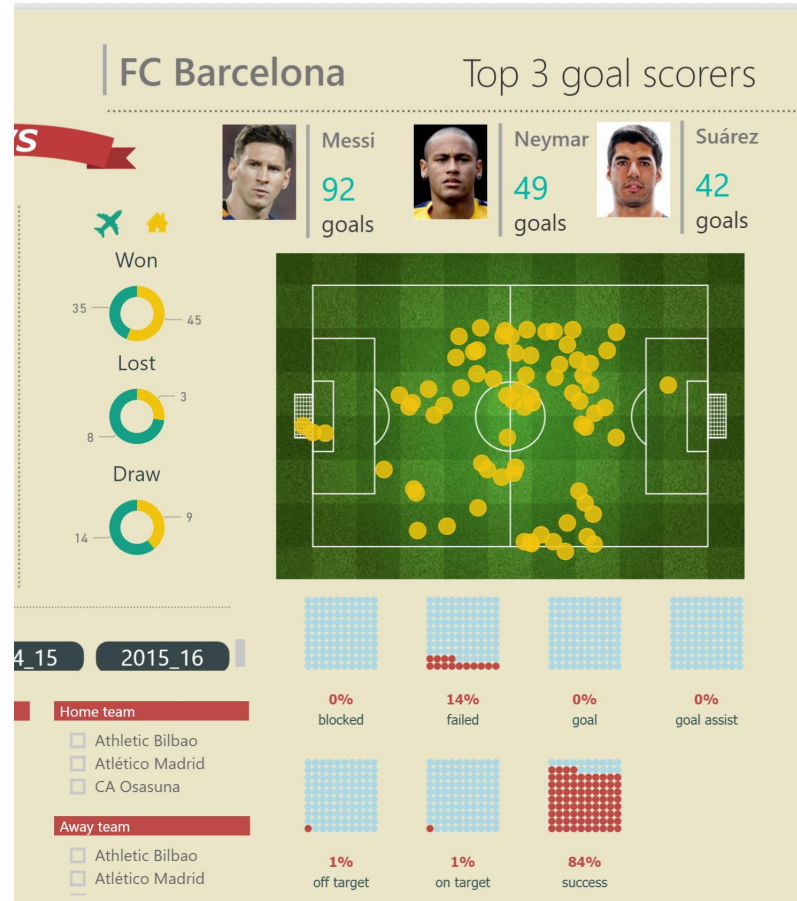 FC Barcelona
Top 3 goal scorers
Messi
92
goals
Neymar
49
goals
Suárez
42
goals
Won
35
45
Lost
3
8
Draw
9
14
4_15
2015_16
Home team
Athletic Bilbao
Atlético Madrid
CA Osasuna
Away team
Athletic Bilbao
Atlético Madrid
0%
blocked
14%
failed
0%
goal
0%
goal assist
1%
off target
1%
on target
84%
success